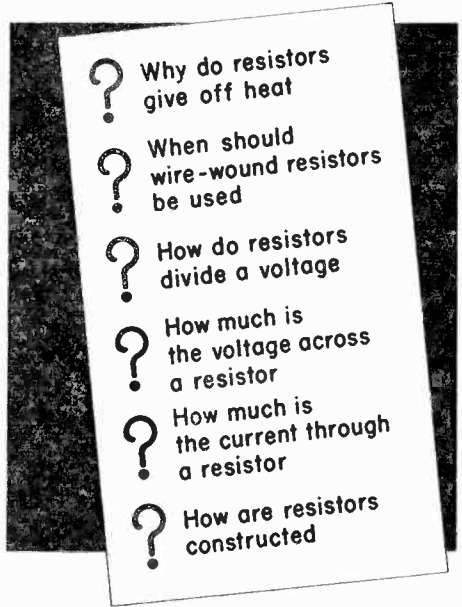 ? Why do resistors
give off heat
? When should
wire-wound resistors
be used
? How do resistors
divide a voltage
? How much is
the voltage across
a resistor
? How much is
the current through
a resistor
? How are resistors
constructed